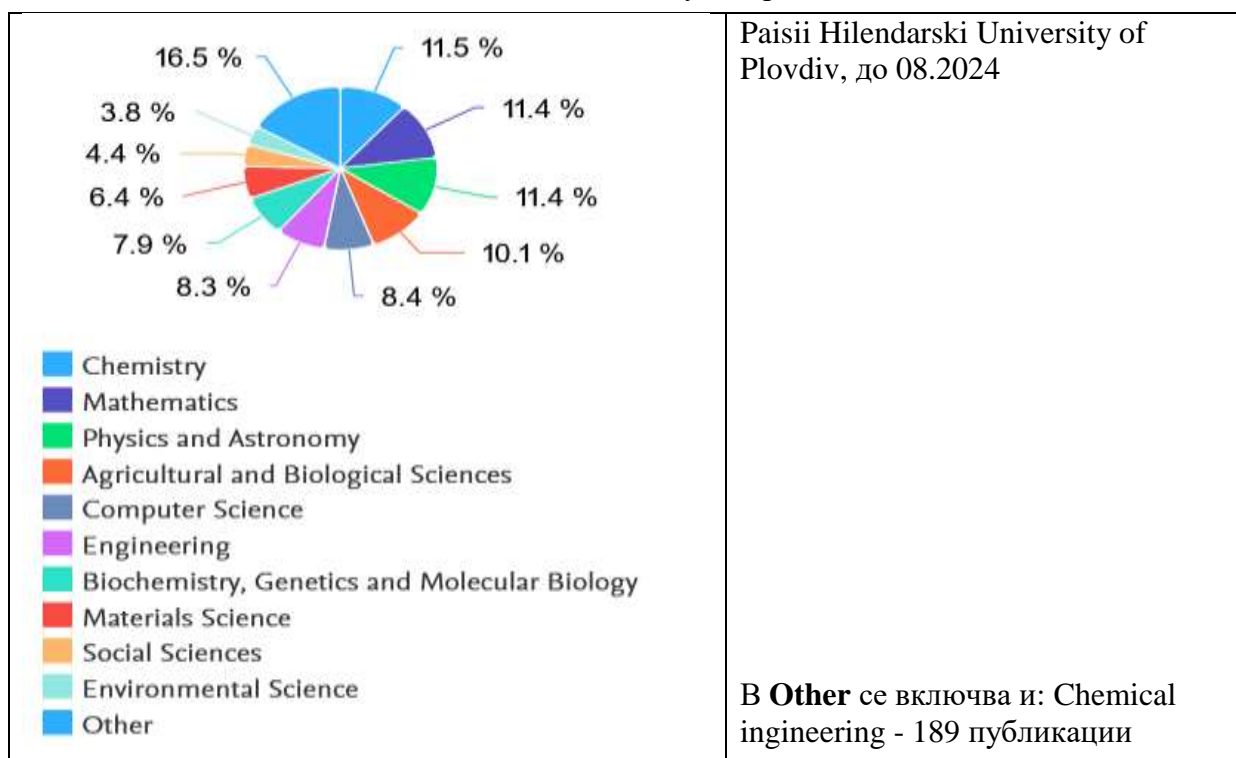 16.5 %
11.5 %
3.8 %
11.4 %
4.4 %
6.4 %
11.4 %
7.9 %
10.1 %
8.3 %
8.4 %
Chemistry
Mathematics
Physics and Astronomy
Agricultural and Biological Sciences
Computer Science
Engineering
Biochemistry, Genetics and Molecular Biology
Materials Science
Social Sciences
Environmental Science
Other
Paisii Hilendarski University of
Plovdiv, до 08.2024
В Other се включва и: Chemical
ingineering - 189 публикации